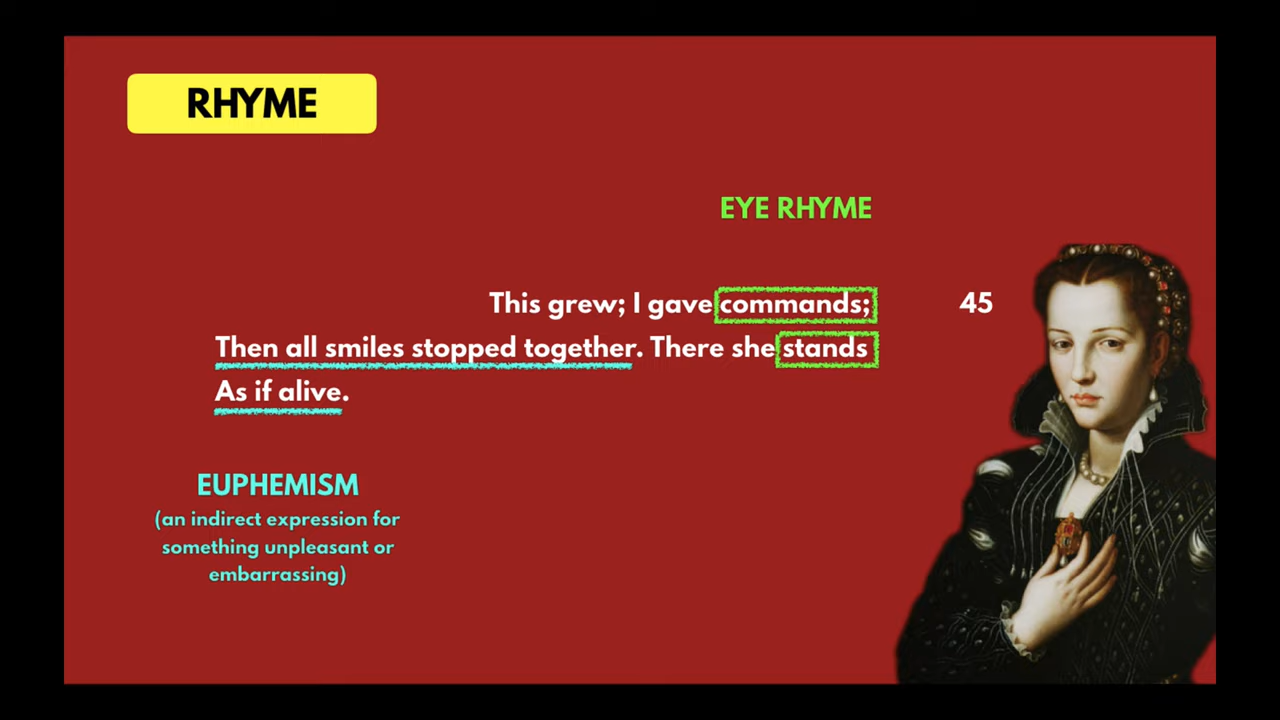 RHYME
EYE RHYME
This grew; I gave commands; 45
Then all smiles stopped together. There she stands
As if alive.
EUPHEMISM
(an indirect expression for
something unpleasant or
embarrassing)